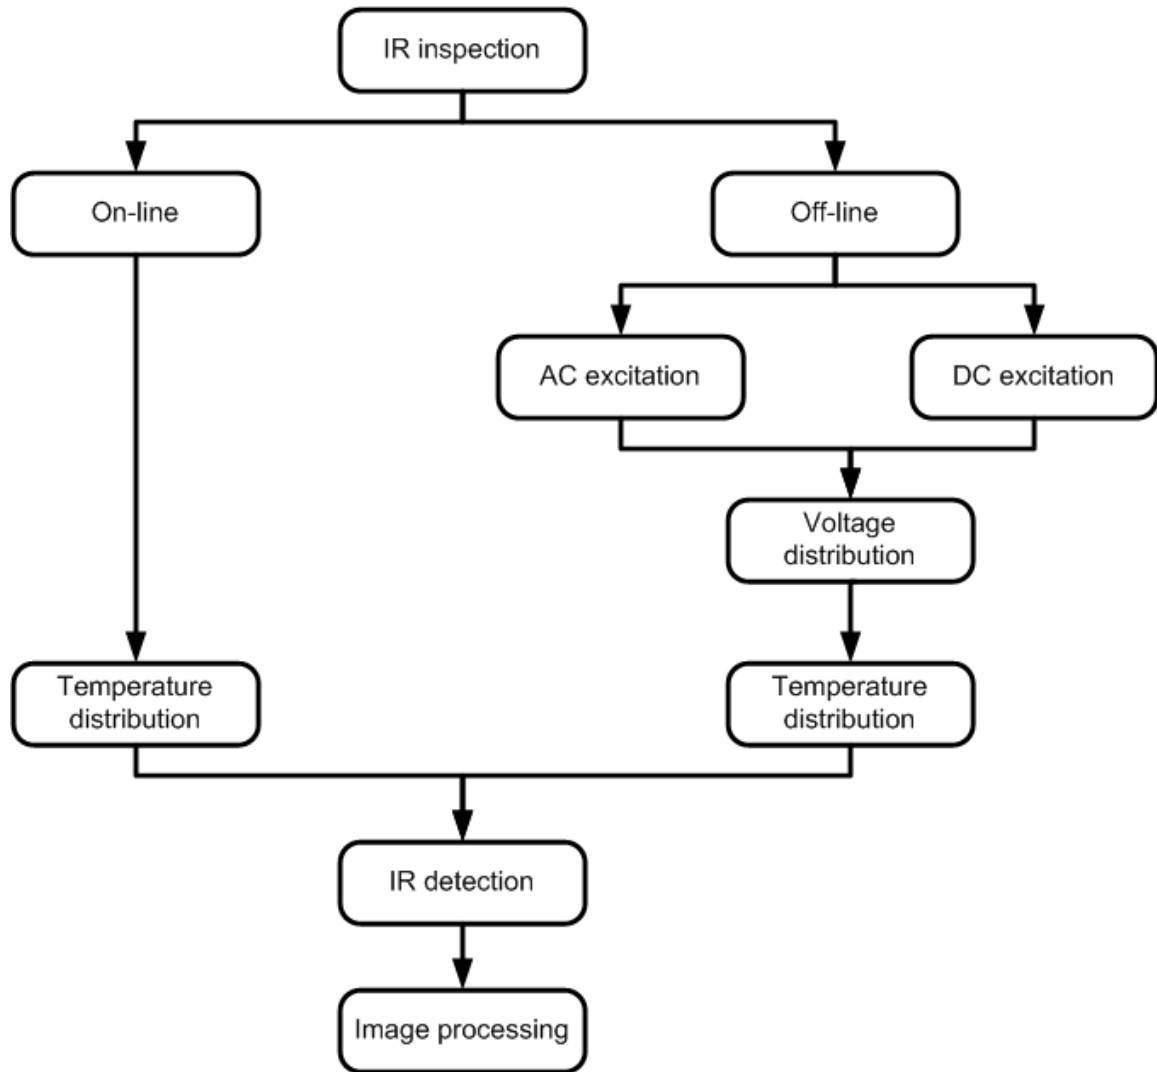 IR inspection
On-line
Off-line
AC excitation
DC excitation
Voltage
distribution
Temperature
distribution
Temperature
distribution
IR detection
Image processing